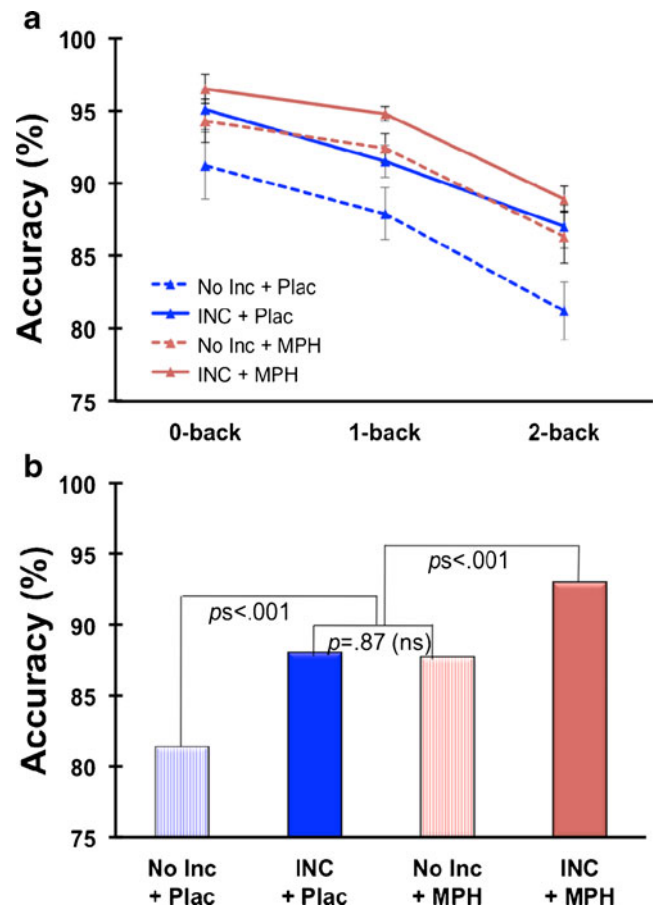 a
100
95
90
85
80
75
Accuracy (%)
No Inc + Plac
INC + Plac
No Inc + MPH
INC + MPH
0-back 1-back 2-back
b
100
95
90
85
80
75
Accuracy (%)
ps<.001
ps<.001
p=.87 (ns)
No Inc
+ Plac
INC
+ Plac
No Inc
+ MPH
INC
+ MPH